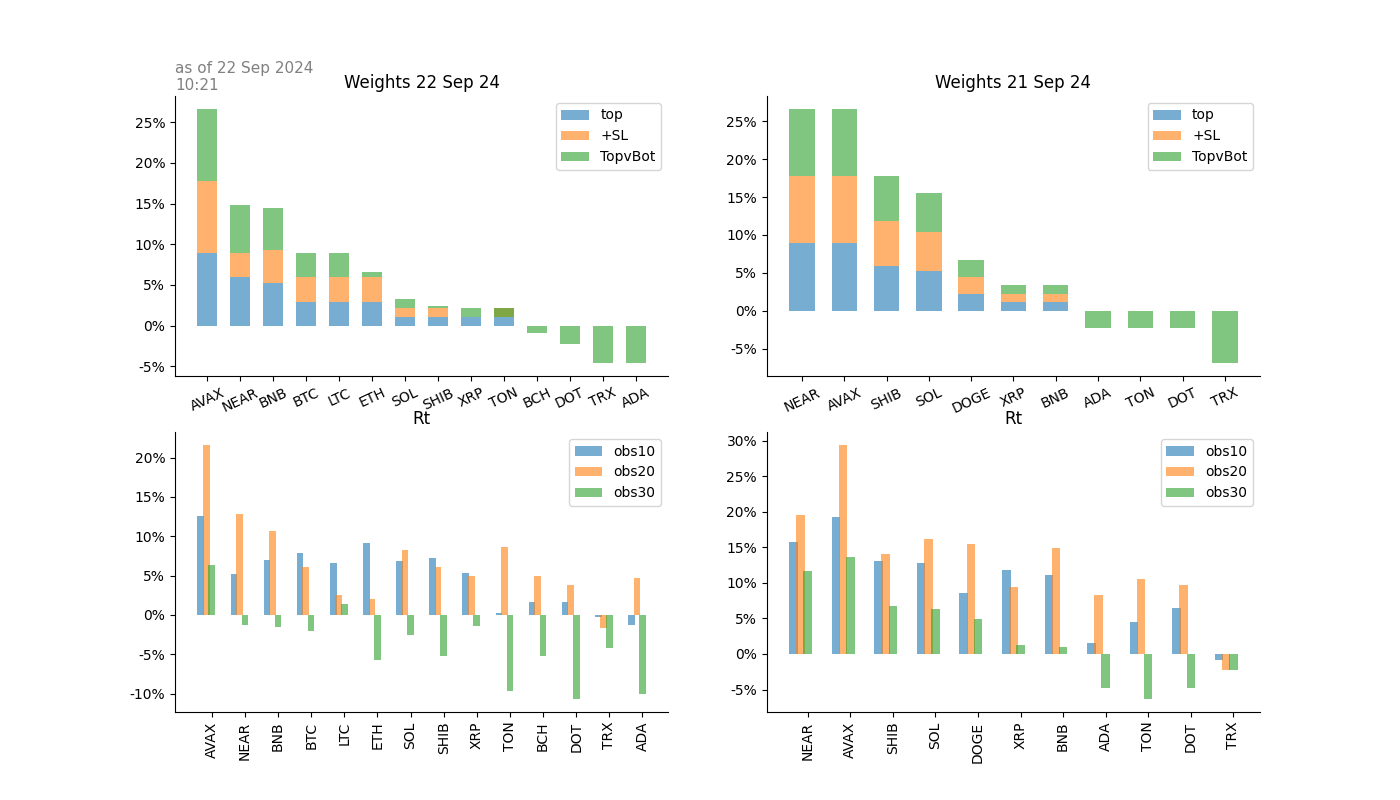 as of 22 Sep 2024
10:21
Weights 22 Sep 24
25%
20%
15%
10%
5%
0%
-5%
top
+SL
TopvBot
AVAX NEAR BNB BTC LTC ETH SOL SHIB XRP TON BCH DOT TRX ADA
Weights 21 Sep 24
25%
20%
15%
10%
5%
0%
-5%
top
+SL
TopvBot
NEAR AVAX SHIB SOL DOGE XRP BNB ADA TON DOT TRX
Rt
20%
15%
10%
5%
0%
-5%
-10%
obs10
obs20
obs30
AVAX NEAR BNB BTC LTC ETH SOL SHIB XRP TON BCH DOT TRX ADA
Rt
30%
25%
20%
15%
10%
5%
0%
-5%
obs10
obs20
obs30
NEAR AVAX SHIB SOL DOGE XRP BNB ADA TON DOT TRX